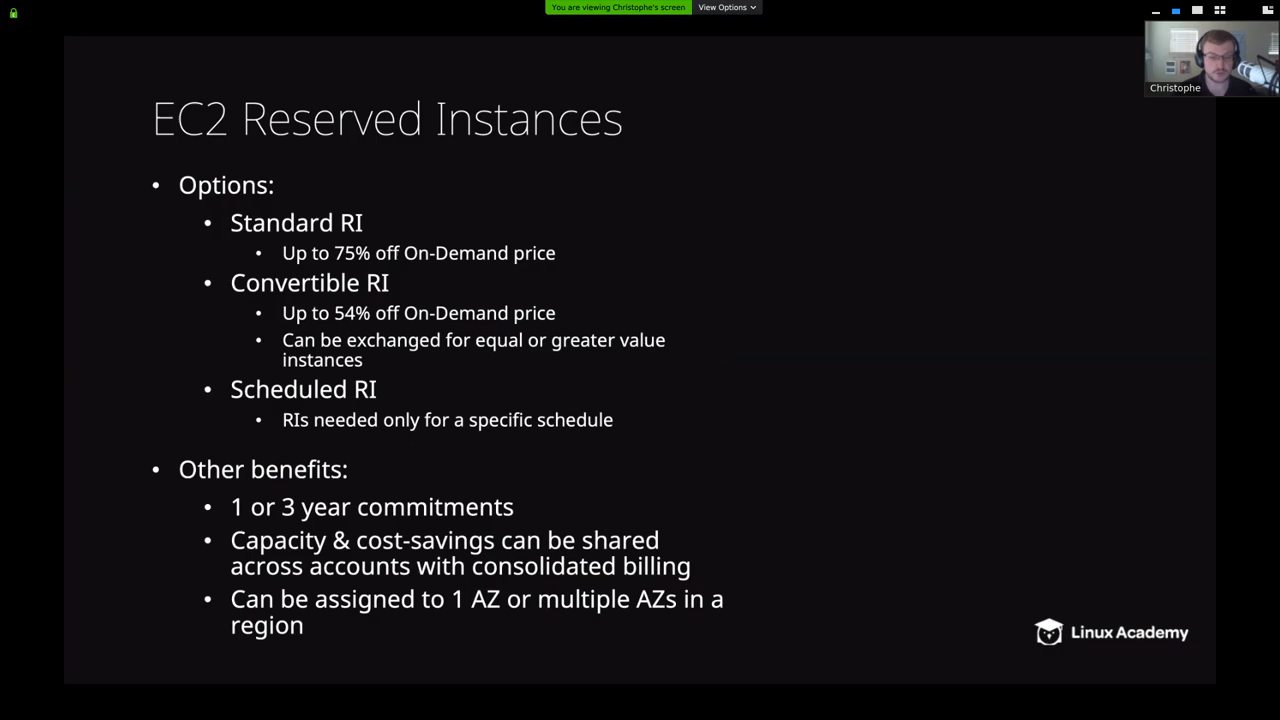 You are viewing Christophe's screen
View Options
Christophe
EC2 Reserved Instances
• Options:
• Standard RI
• Up to 75% off On-Demand price
• Convertible RI
• Up to 54% off On-Demand price
• Can be exchanged for equal or greater value
instances
• Scheduled RI
• RIs needed only for a specific schedule
• Other benefits:
• 1 or 3 year commitments
• Capacity & cost-savings can be shared
across accounts with consolidated billing
• Can be assigned to 1 AZ or multiple AZs in a
region
Linux Academy